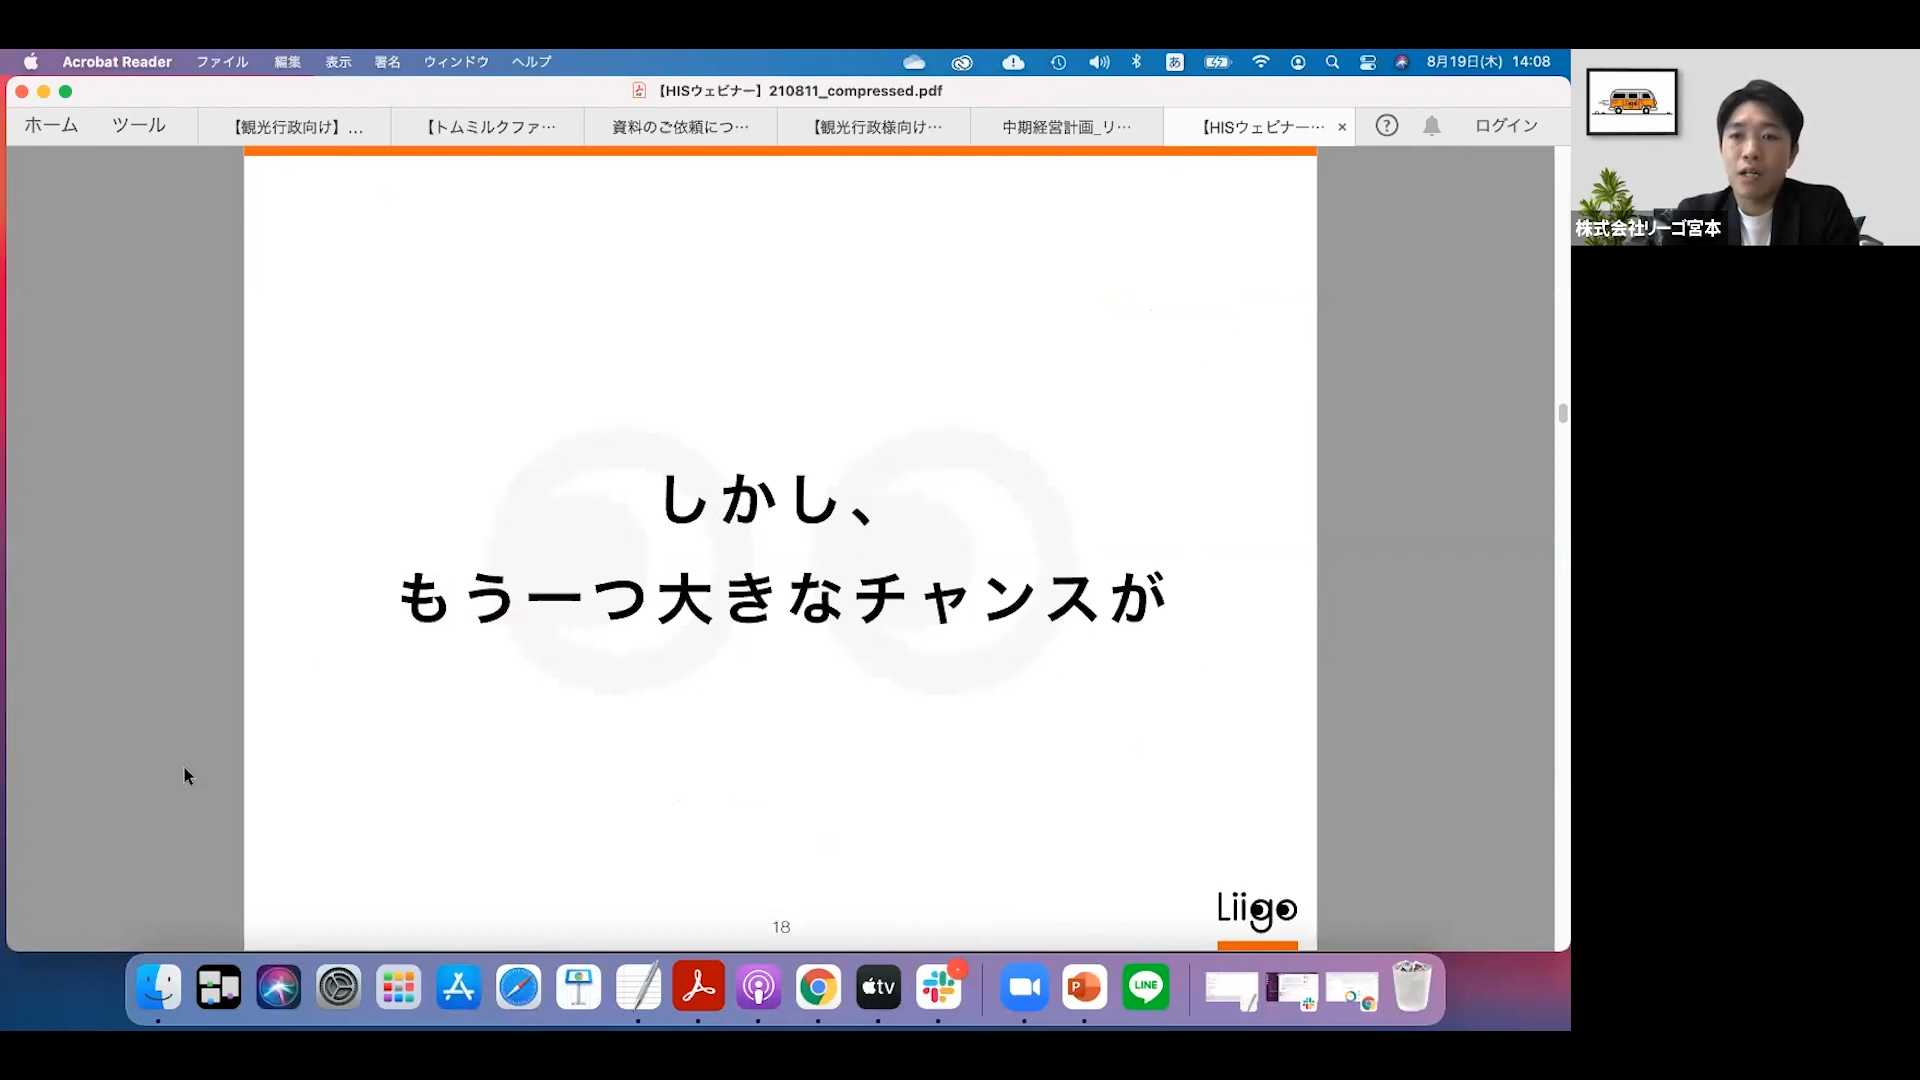 Acrobat Reader ファイル 編集 表示 署名 ウィンドウ ヘルプ あ 8月19日(木) 14:08
【HISウェビナー】210811_compressed.pdf
ホーム ツール 【観光行政向け】... 【トムミルクファ… 資料のご依頼につ… 【観光行政様向け… 中期経営計画_リ… 【HISウェビナー… × ? ログイン
株式会社リーゴ宮本
しかし、
もう一つ大きなチャンスが
18
Liigo
tv P LINE